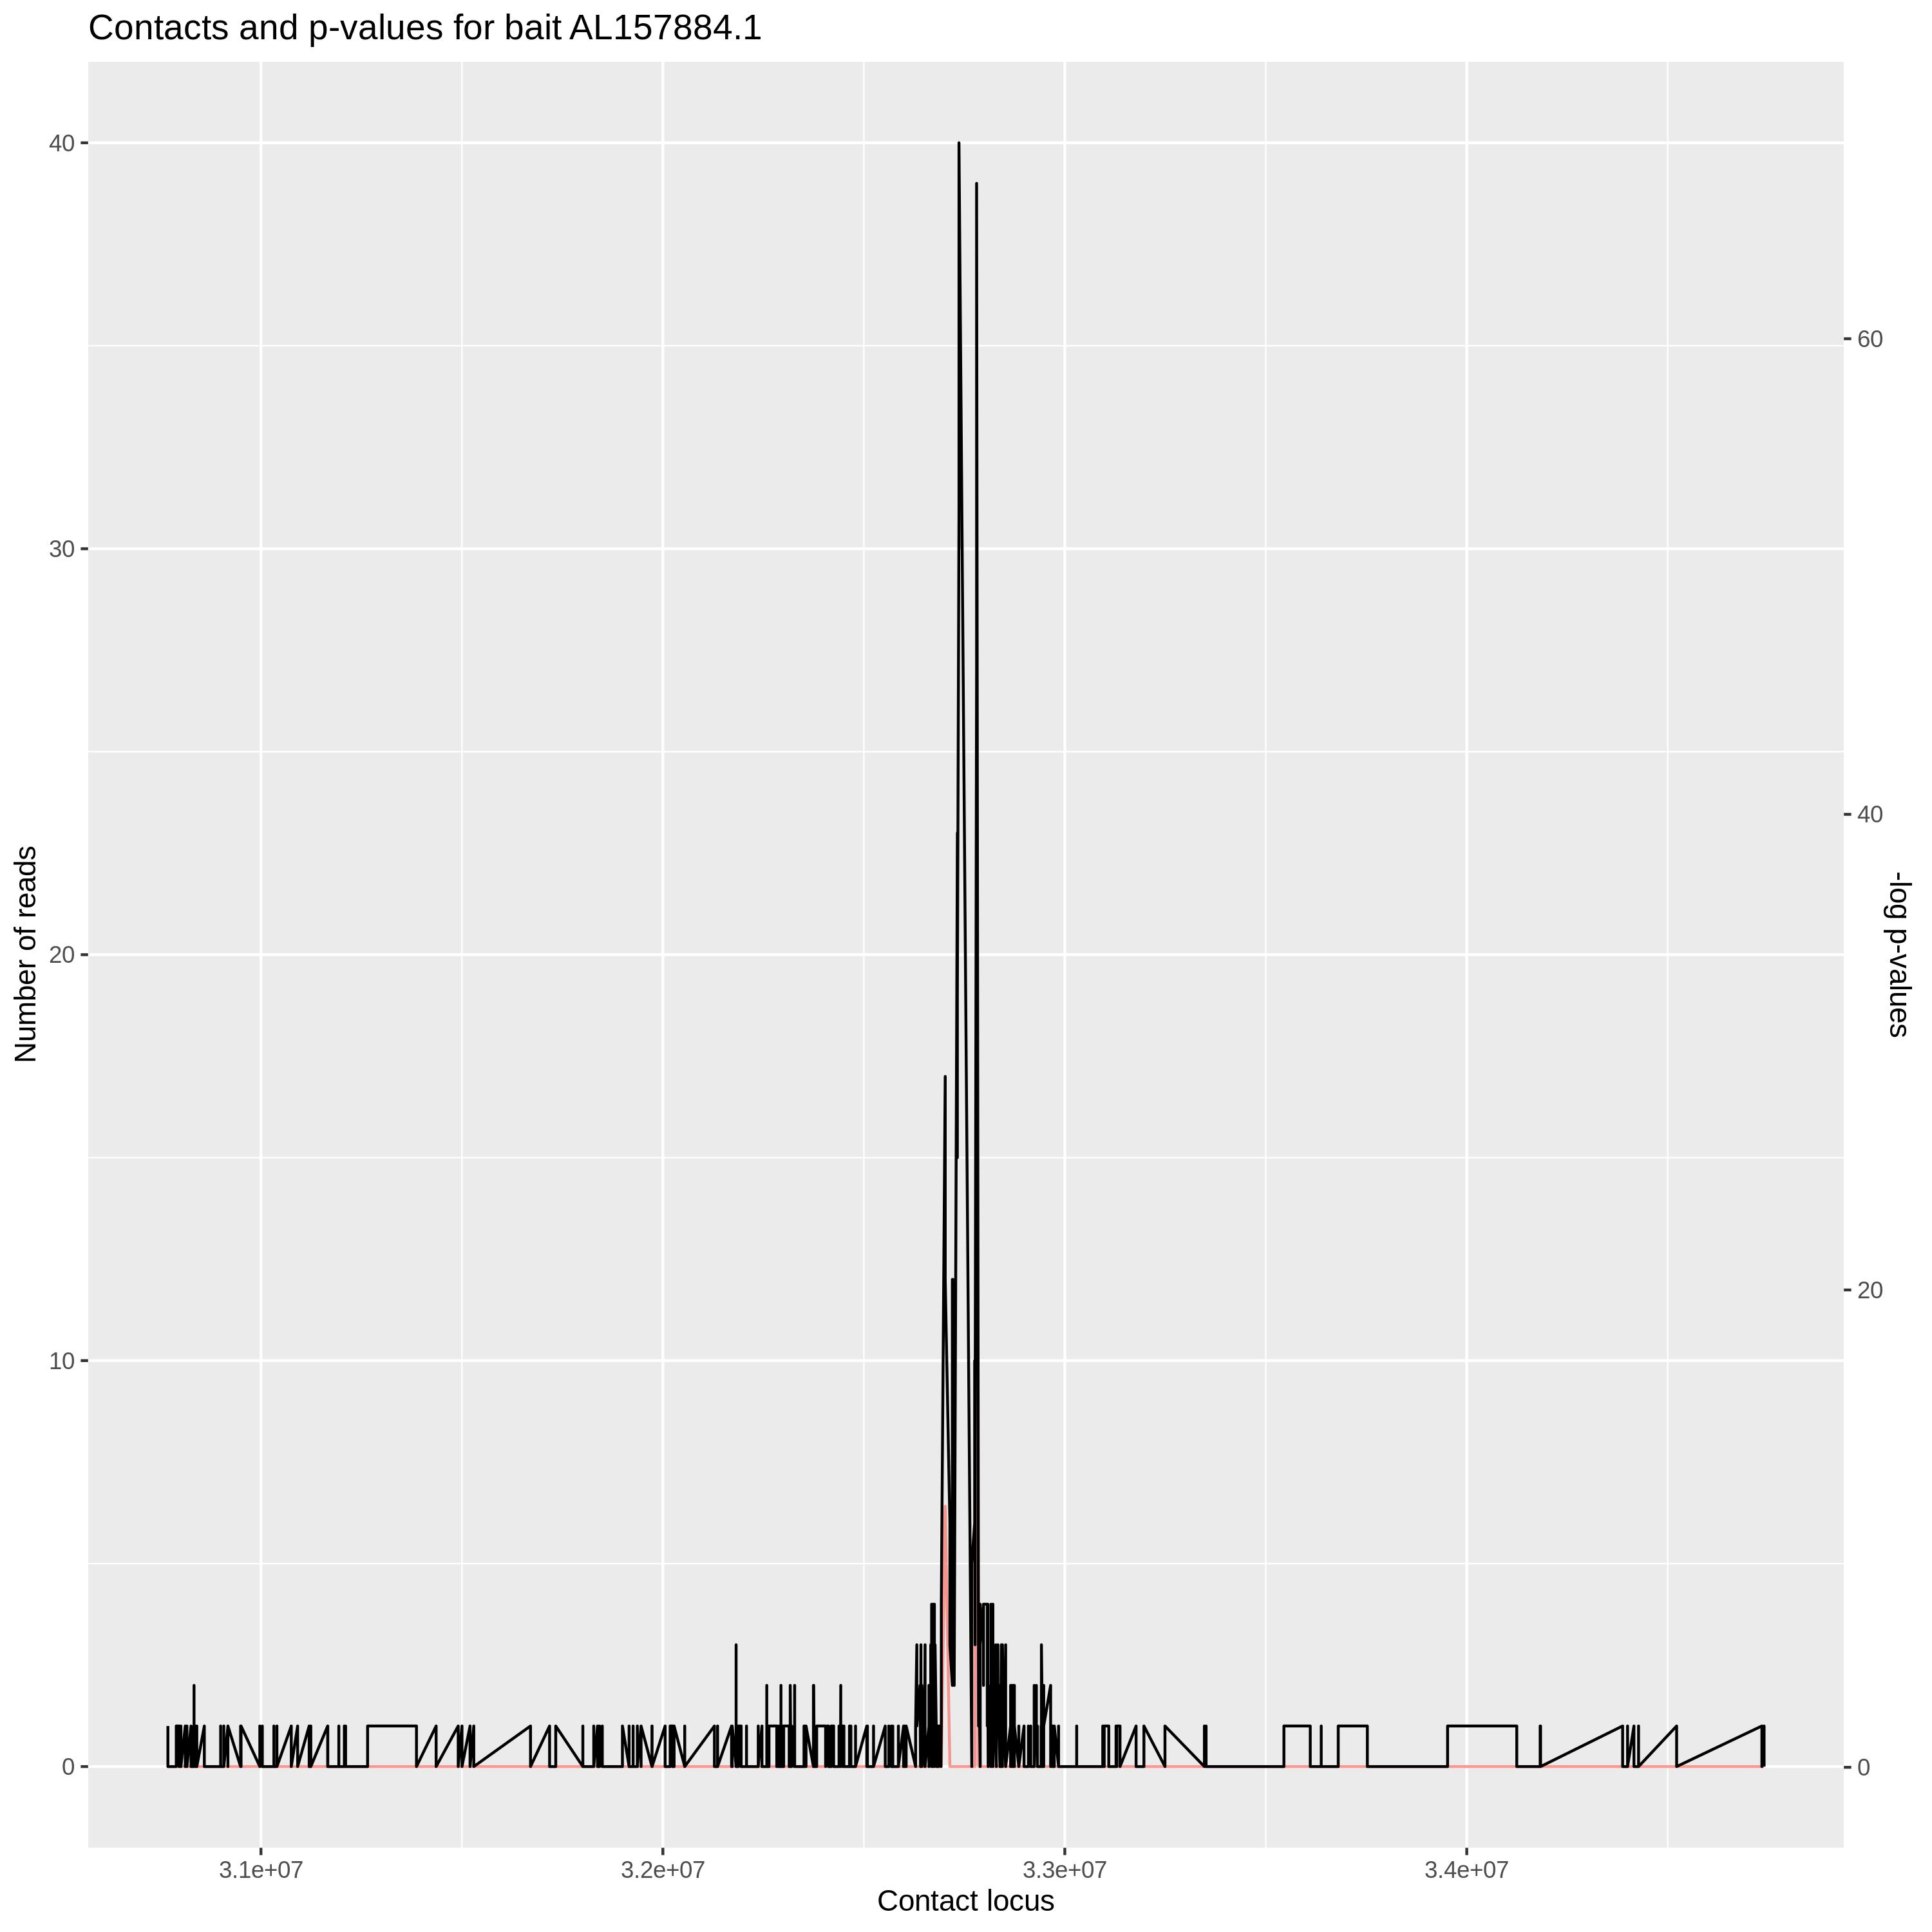 Contacts and p-values for bait AL157884.1
40
30
20
10
0
Number of reads
60
40
20
0
-log p-values
3.1e+07
3.2e+07
3.3e+07
3.4e+07
Contact locus